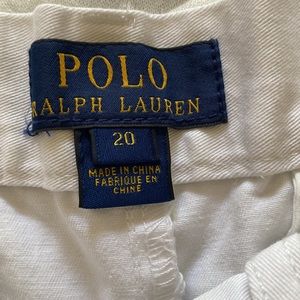 POLO
RALPH LAUREN
20
MADE IN CHINA
FABRIQUE EN
CHINE